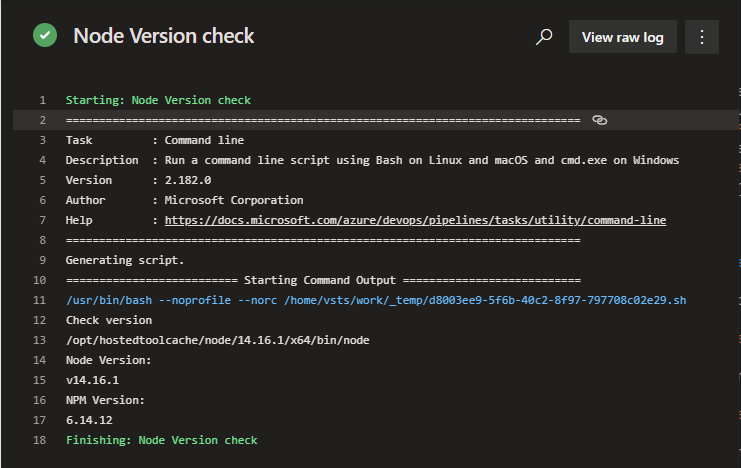 Node Version check
View raw log
1 Starting: Node Version check
2 ==============================================================================
3 Task         : Command line
4 Description  : Run a command line script using Bash on Linux and macOS and cmd.exe on Windows
5 Version      : 2.182.0
6 Author       : Microsoft Corporation
7 Help         : https://docs.microsoft.com/azure/devops/pipelines/tasks/utility/command-line
8 ==============================================================================
9 Generating script.
10 ========================== Starting Command Output ===========================
11 /usr/bin/bash --noprofile --norc /home/vsts/work/_temp/d8003ee9-5f6b-40c2-8f97-797708c02e29.sh
12 Check version
13 /opt/hostedtoolcache/node/14.16.1/x64/bin/node
14 Node Version:
15 v14.16.1
16 NPM Version:
17 6.14.12
18 Finishing: Node Version check